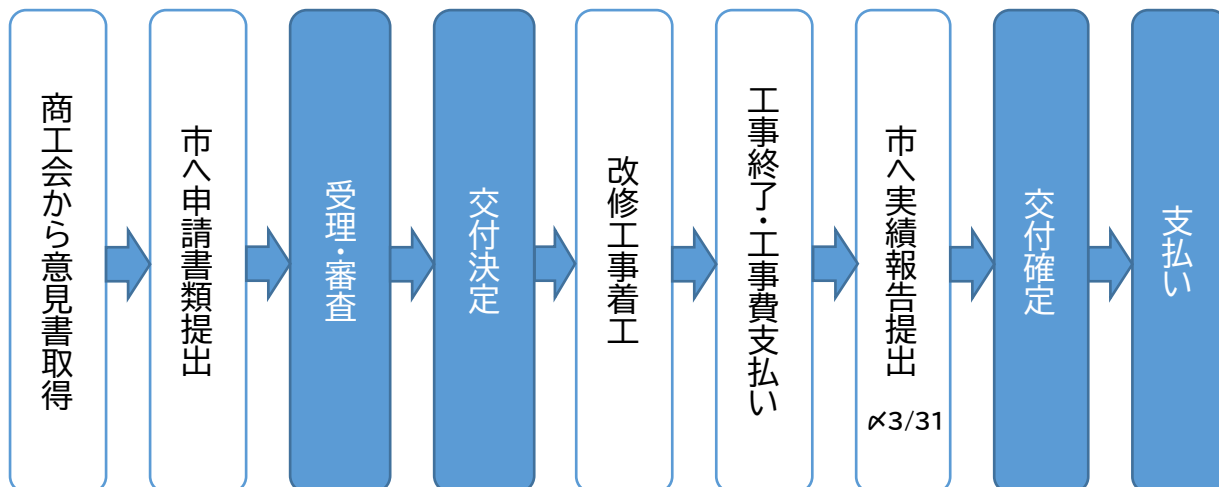 商工会から意見書取得
市へ申請書類提出
受理・審査
交付決定
改修工事着工
工事終了・工事費支払い
市へ実績報告提出
〆3/31
交付確定
支払い